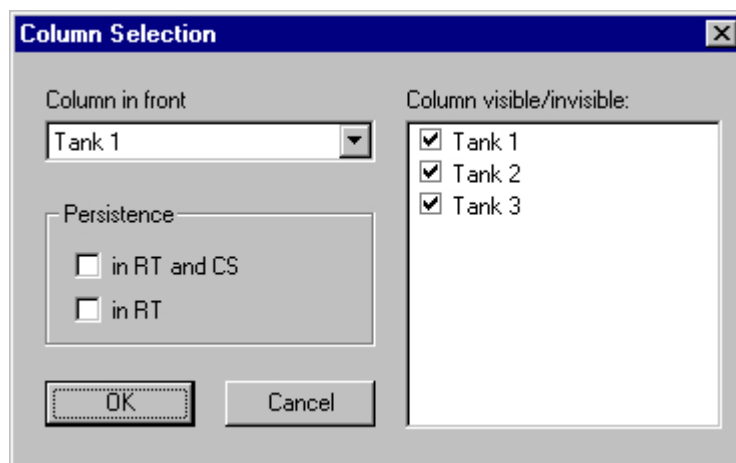 Column Selection
Column in front
Tank 1
Persistence
in RT and CS
in RT
OK
Cancel
Column visible/invisible:
Tank 1
Tank 2
Tank 3